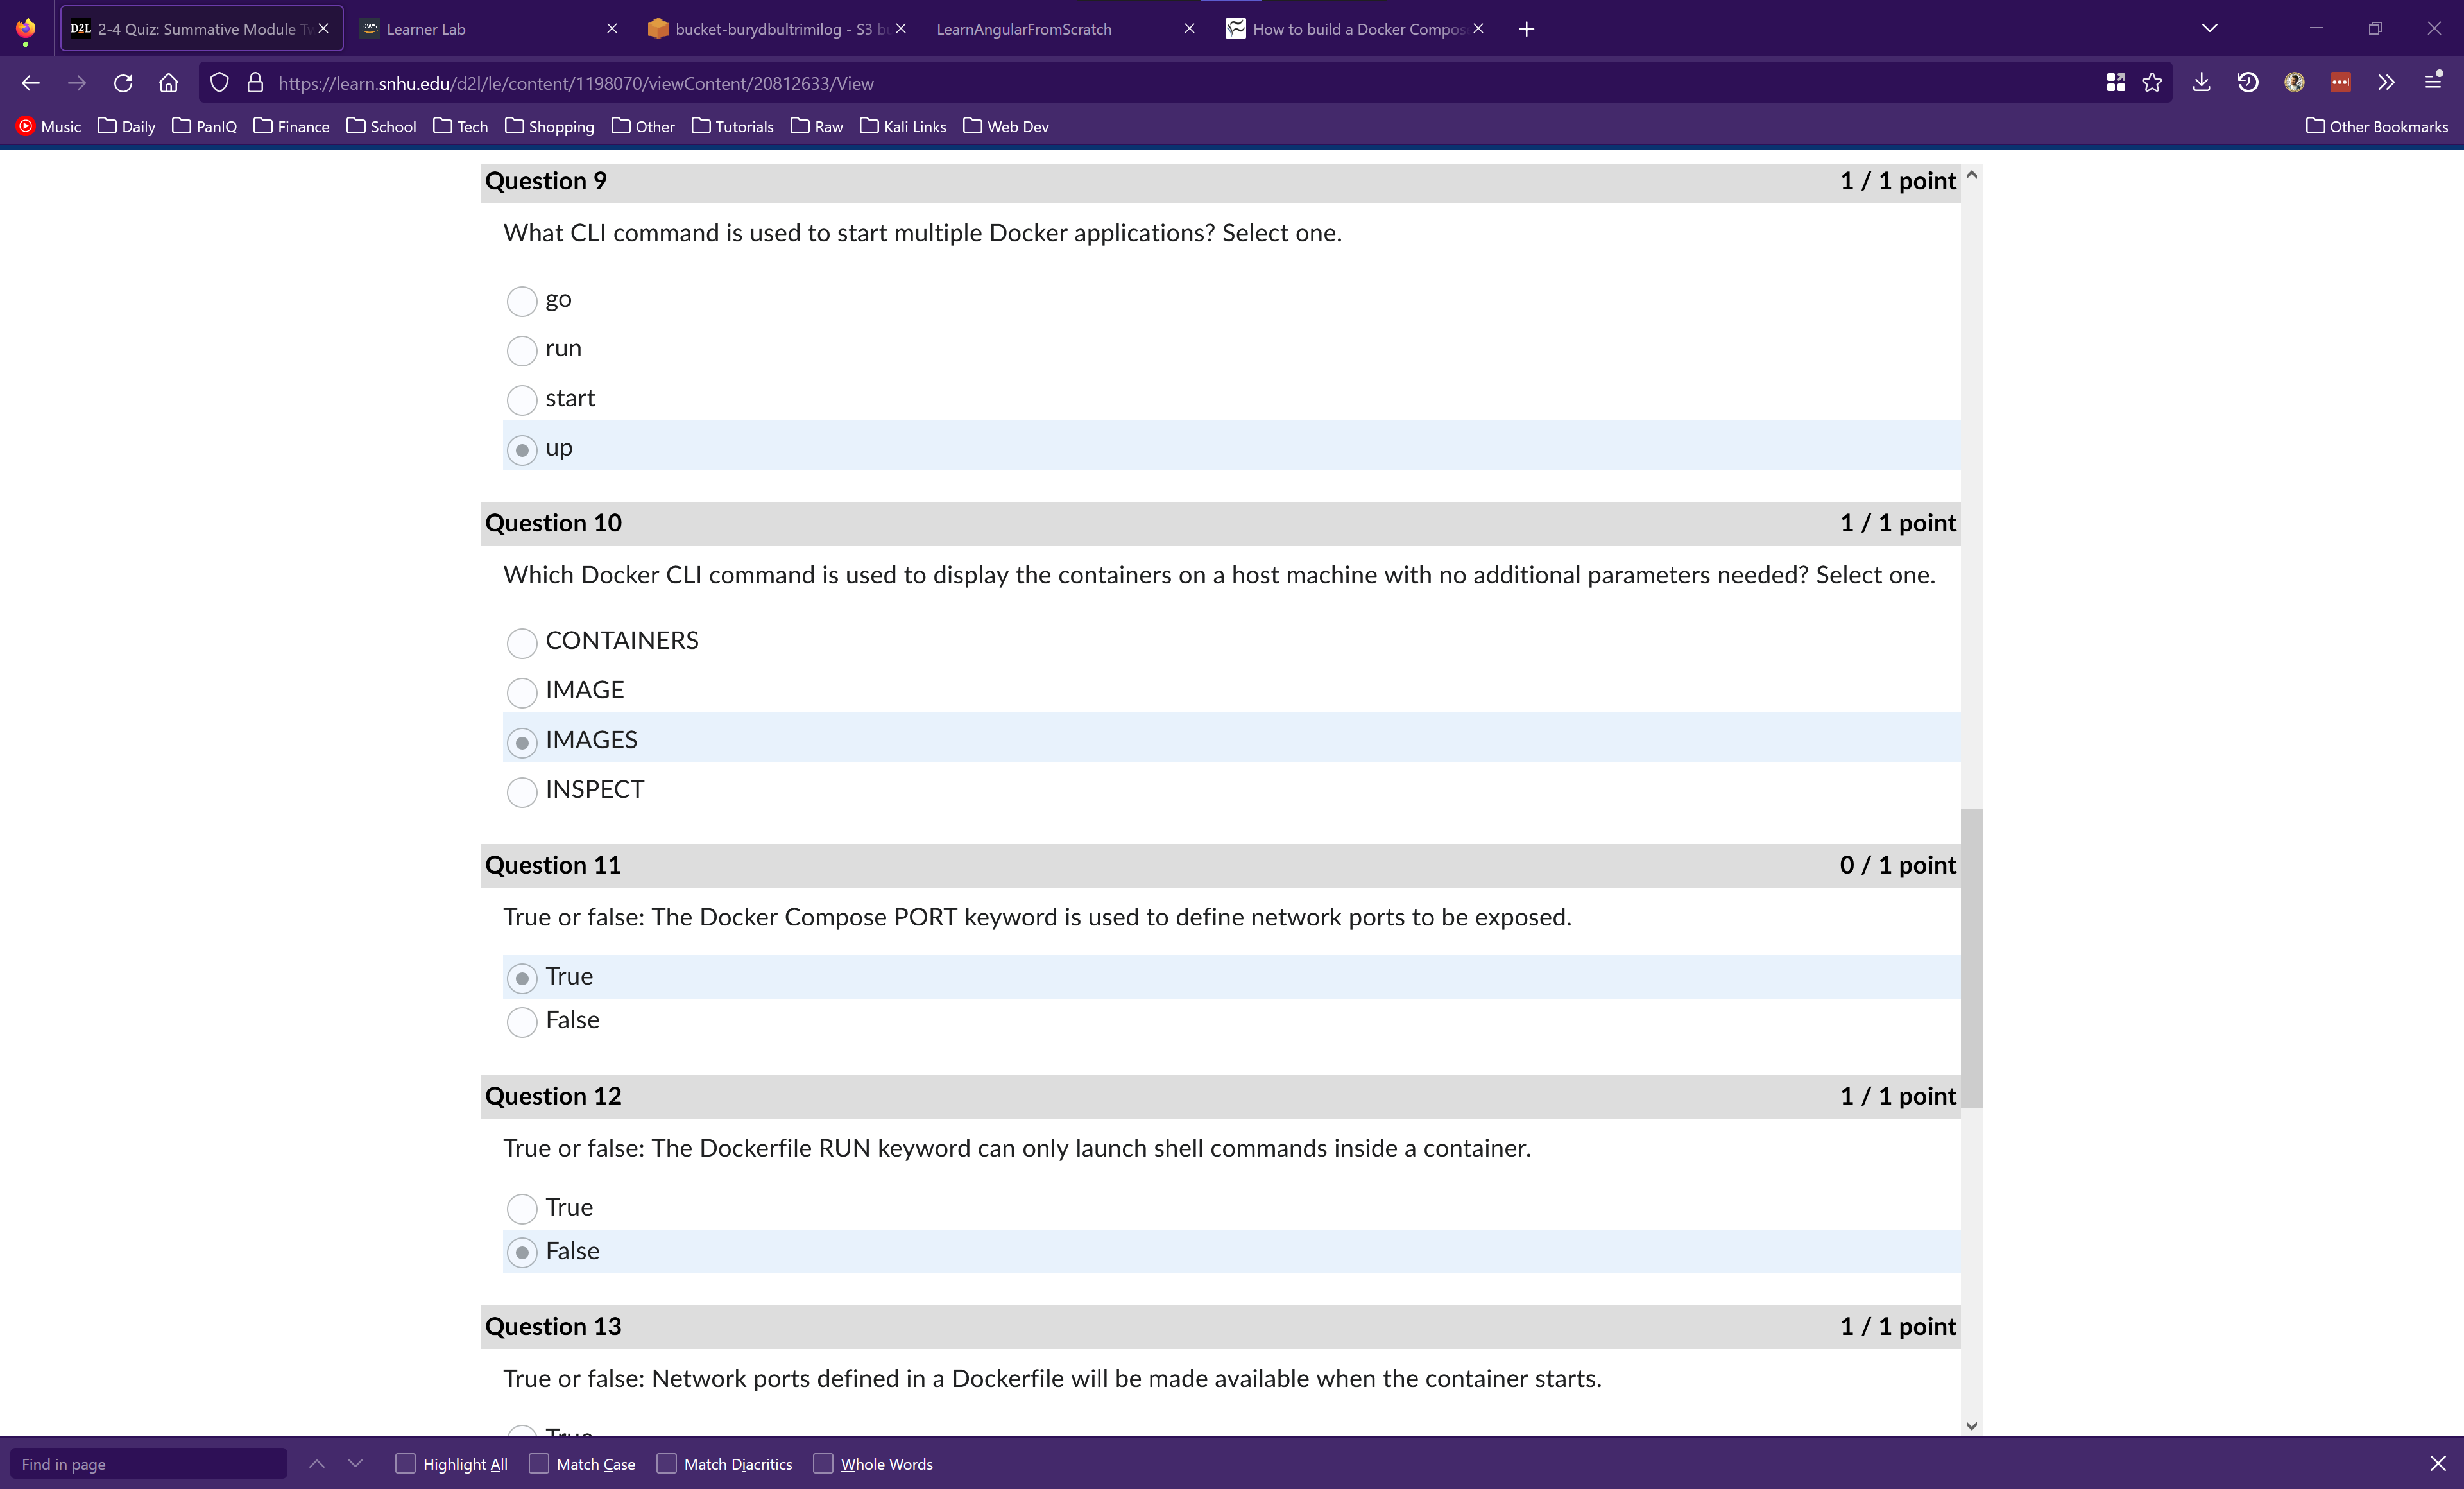 D2L 2-4 Quiz: Summative Module Tw
aws Learner Lab
bucket-burydbultrimilog - S3 bu
LearnAngularFromScratch
How to build a Docker Compos
https://learn.snhu.edu/d2l/le/content/1198070/viewContent/20812633/View
Music Daily PanIQ Finance School Tech Shopping Other Tutorials Raw Kali Links Web Dev Other Bookmarks
Question 9 1 / 1 point
What CLI command is used to start multiple Docker applications? Select one.
go
run
start
up
Question 10 1 / 1 point
Which Docker CLI command is used to display the containers on a host machine with no additional parameters needed? Select one.
CONTAINERS
IMAGE
IMAGES
INSPECT
Question 11 0 / 1 point
True or false: The Docker Compose PORT keyword is used to define network ports to be exposed.
True
False
Question 12 1 / 1 point
True or false: The Dockerfile RUN keyword can only launch shell commands inside a container.
True
False
Question 13 1 / 1 point
True or false: Network ports defined in a Dockerfile will be made available when the container starts.
True
Find in page Highlight All Match Case Match Diacritics Whole Words